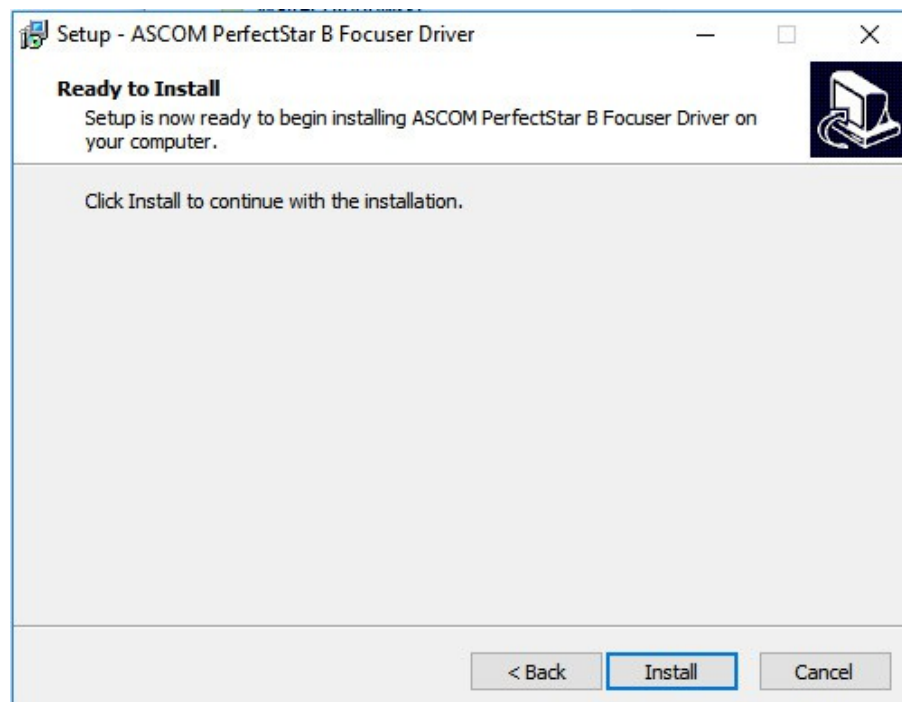 Setup - ASCOM PerfectStar B Focuser Driver
Ready to Install
Setup is now ready to begin installing ASCOM PerfectStar B Focuser Driver on
your computer.
Click Install to continue with the installation.
< Back
Install
Cancel